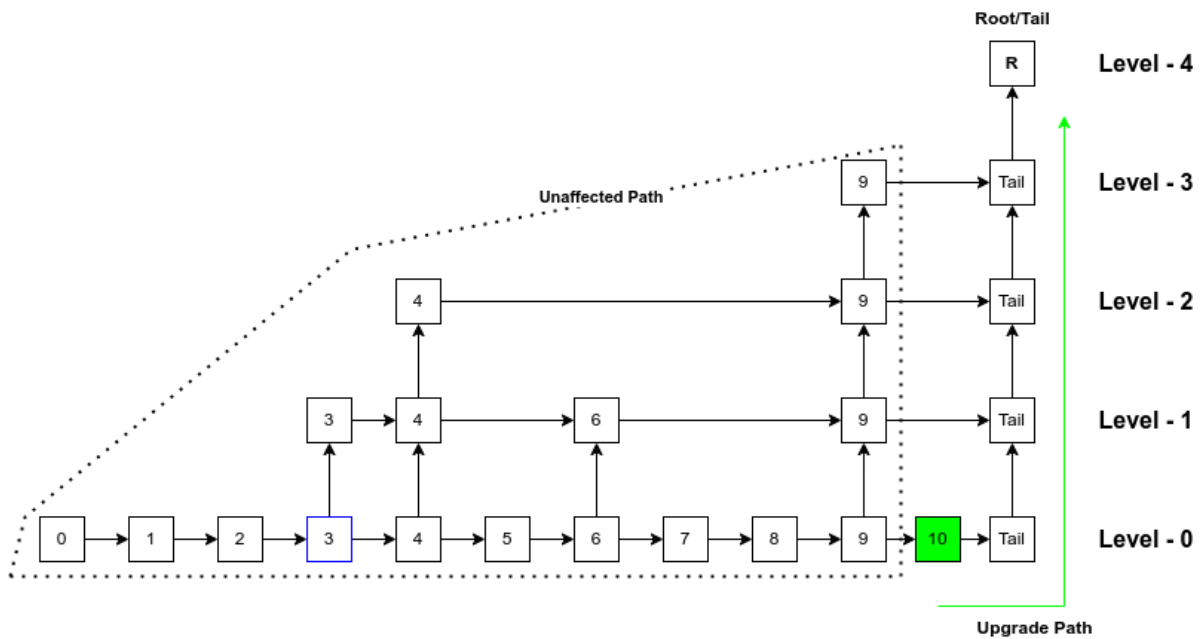 Root/Tail
R Level - 4
9 Tail Level - 3
Unaffected Path
4 9 Tail Level - 2
3 4 6 9 Tail Level - 1
0 1 2 3 4 5 6 7 8 9 10 Tail Level - 0
Upgrade Path